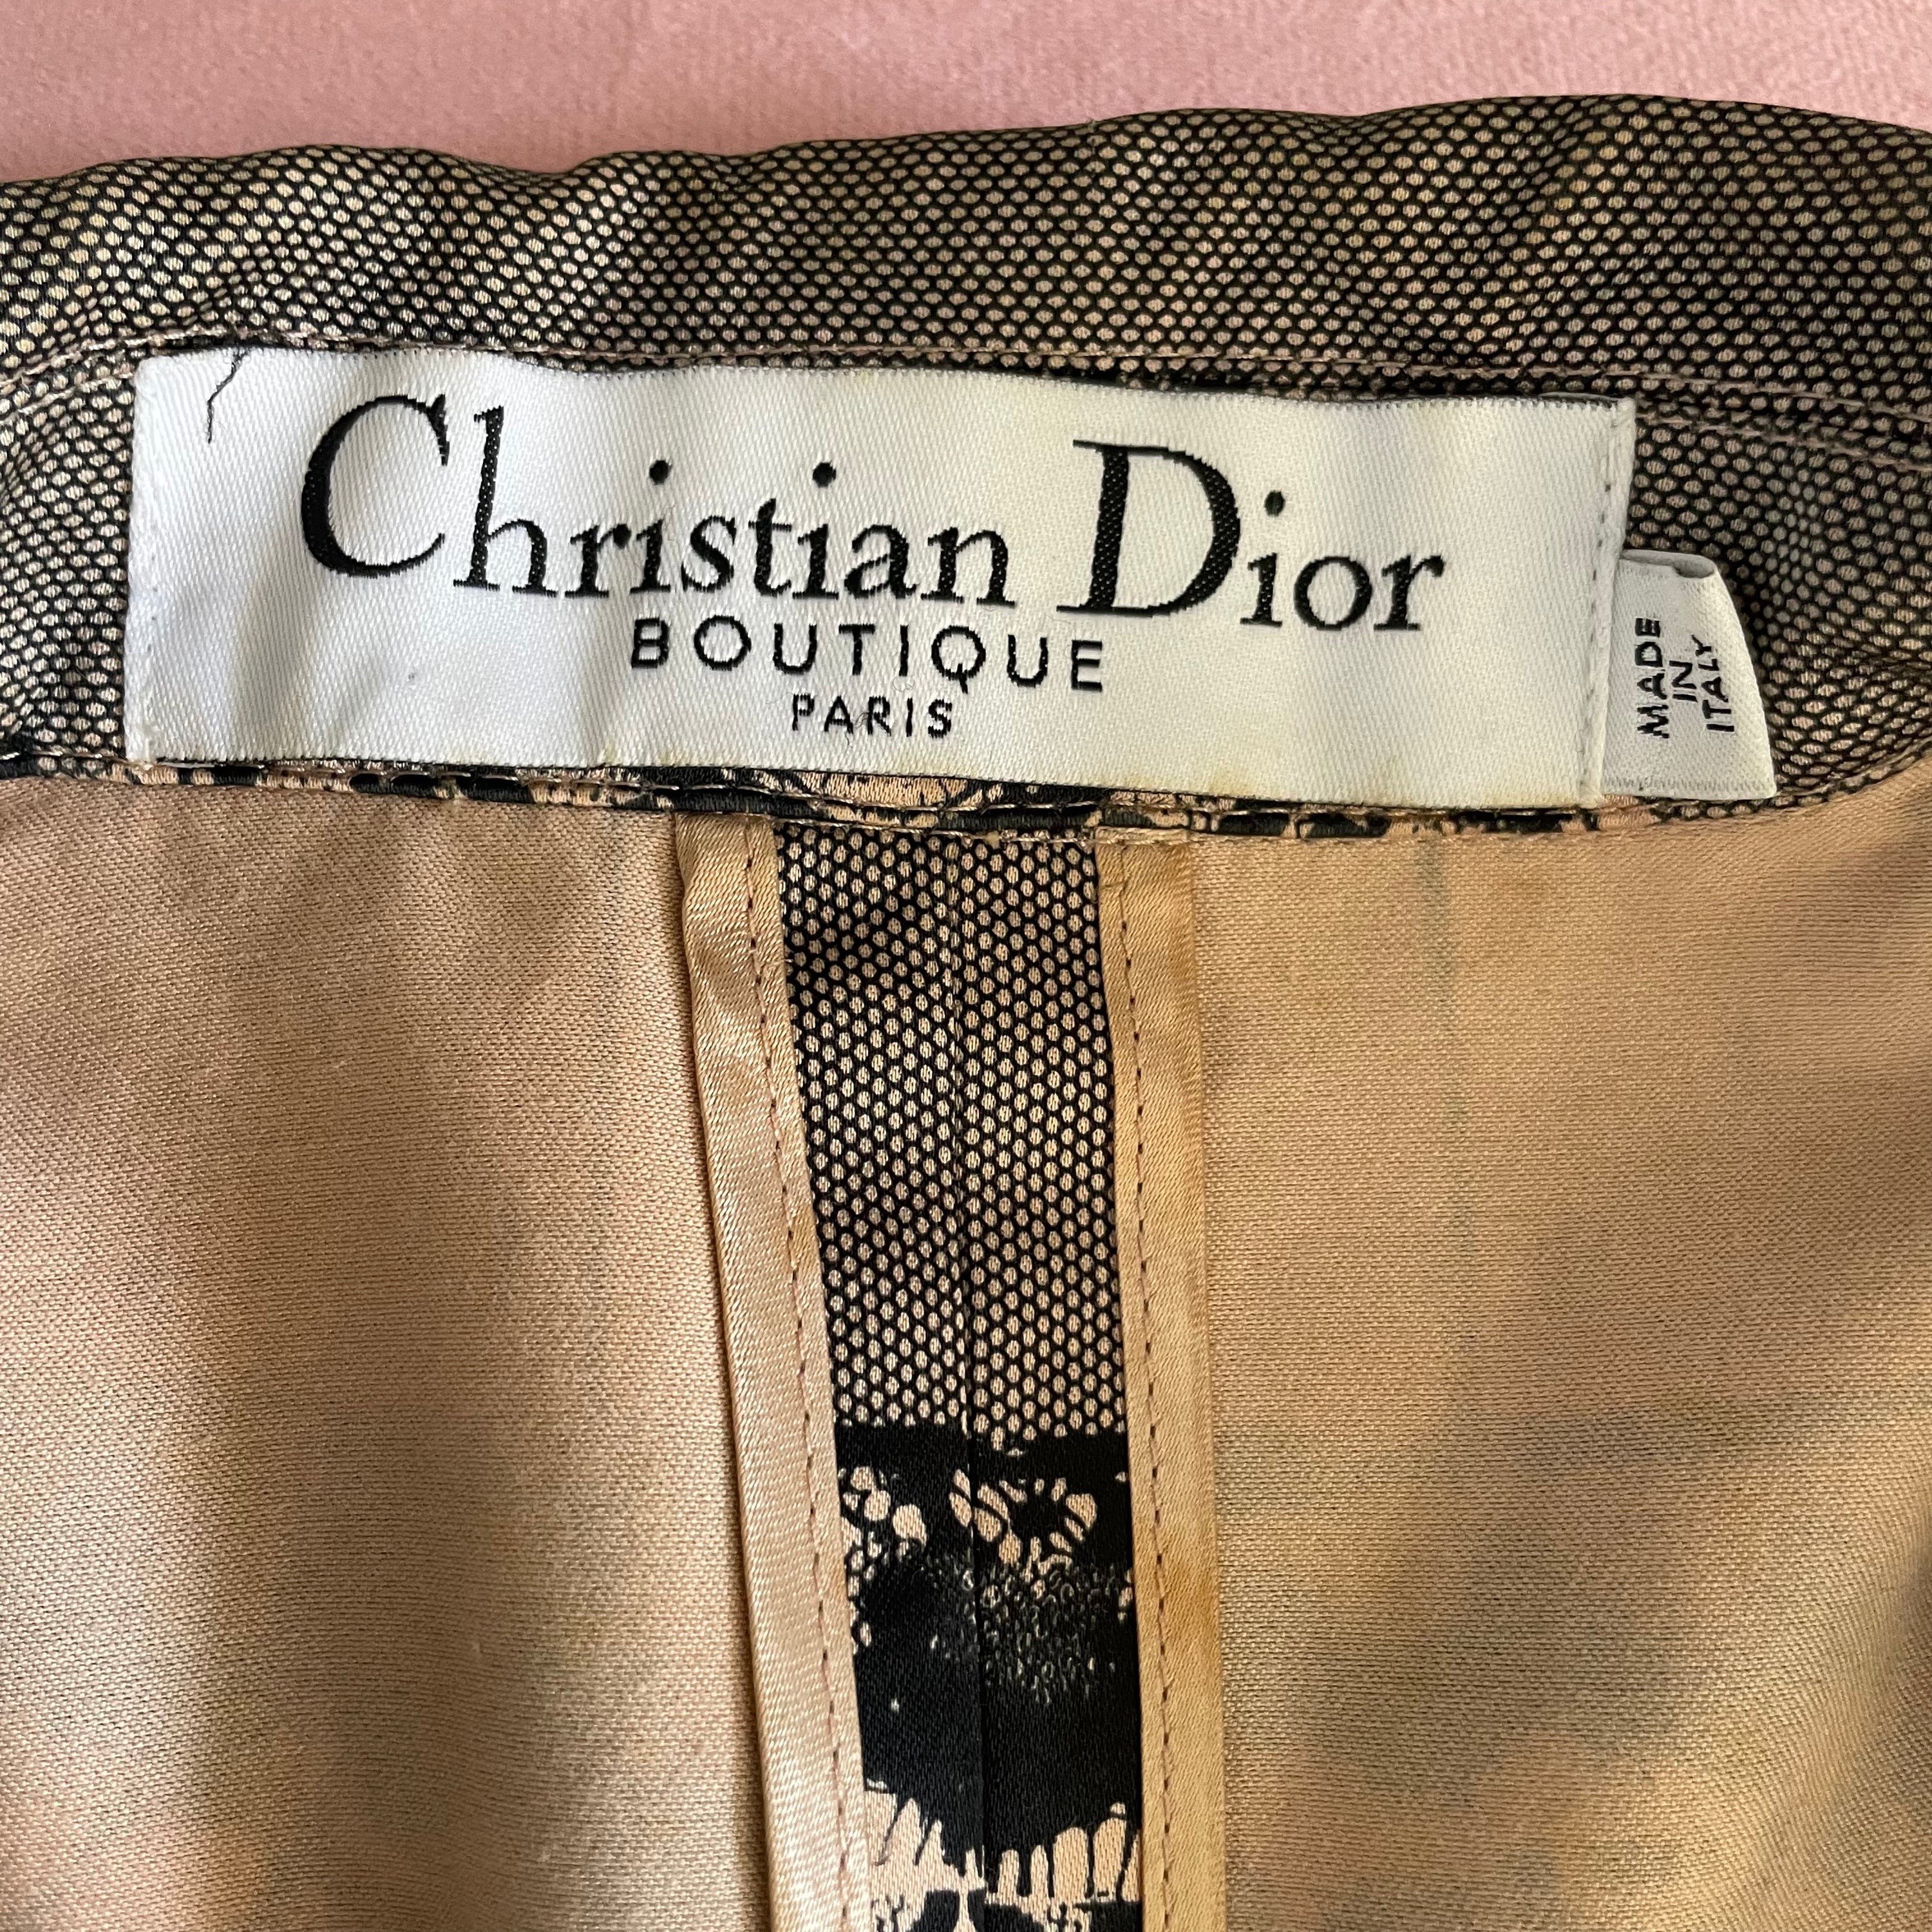 Christian Dior
BOUTIQUE
PARIS
MADE
IN
ITALY